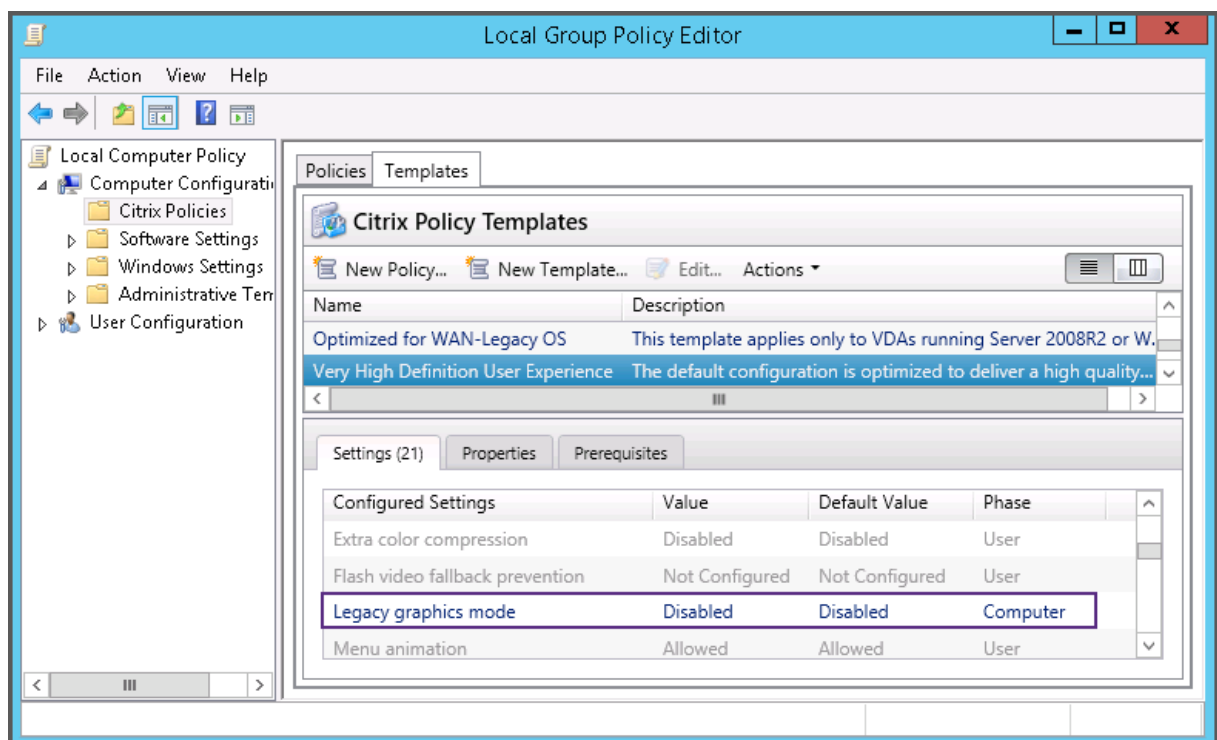 Local Group Policy Editor
File Action View Help
Local Computer Policy
Computer Configurati
Citrix Policies
Software Settings
Windows Settings
Administrative Tem
User Configuration
Policies Templates
Citrix Policy Templates
New Policy... New Template... Edit... Actions
Name Description
Optimized for WAN-Legacy OS This template applies only to VDAs running Server 2008R2 or W.
Very High Definition User Experience The default configuration is optimized to deliver a high quality...
Settings (21) Properties Prerequisites
Configured Settings Value Default Value Phase
Extra color compression Disabled Disabled User
Flash video fallback prevention Not Configured Not Configured User
Legacy graphics mode Disabled Disabled Computer
Menu animation Allowed Allowed User